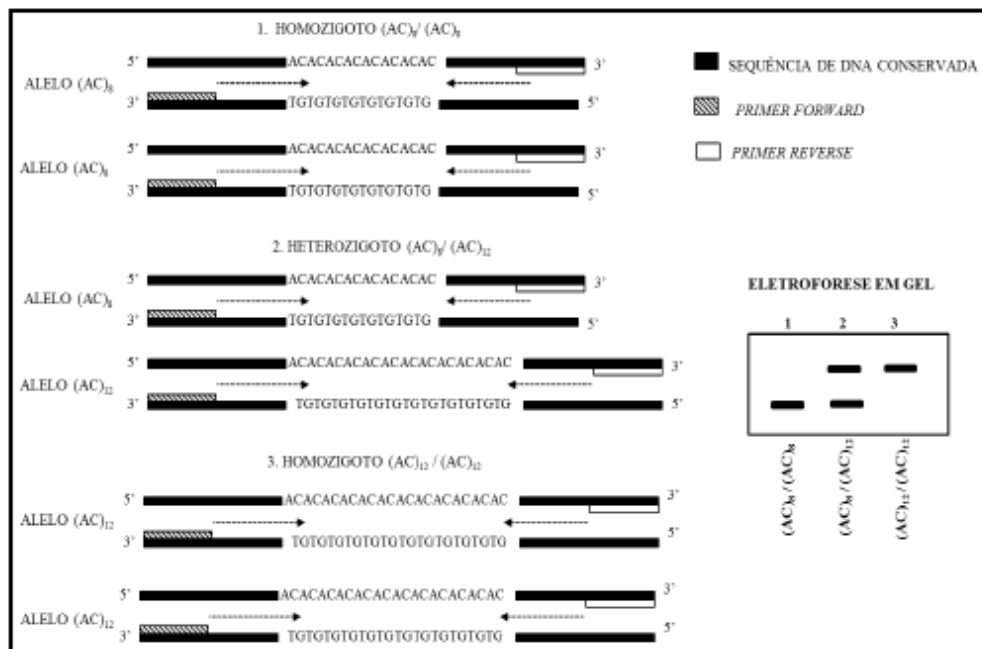 1. HOMOZIGOTO (AC)₈/ (AC)₈
5’ ACACACACACACACAC 3’
ALELO (AC)₈
3’ TGTGTGTGTGTGTGTG 5’
5’ ACACACACACACACAC 3’
ALELO (AC)₈
3’ TGTGTGTGTGTGTGTG 5’
2. HETEROZIGOTO (AC)₈/ (AC)₁₂
5’ ACACACACACACACAC 3’
ALELO (AC)₈
3’ TGTGTGTGTGTGTGTG 5’
5’ ACACACACACACACACACACACAC 3’
ALELO (AC)₁₂
3’ TGTGTGTGTGTGTGTGTGTGTGTG 5’
3. HOMOZIGOTO (AC)₁₂ / (AC)₁₂
5’ ACACACACACACACACACACACAC 3’
ALELO (AC)₁₂
3’ TGTGTGTGTGTGTGTGTGTGTGTG 5’
5’ ACACACACACACACACACACACAC 3’
ALELO (AC)₁₂
3’ TGTGTGTGTGTGTGTGTGTGTGTG 5’
SEQUÊNCIA DE DNA CONSERVADA
PRIMER FORWARD
PRIMER REVERSE
ELETROFORESE EM GEL
1 2 3
(AC)₈ / (AC)₈
(AC)₈ / (AC)₁₂
(AC)₁₂ / (AC)₁₂